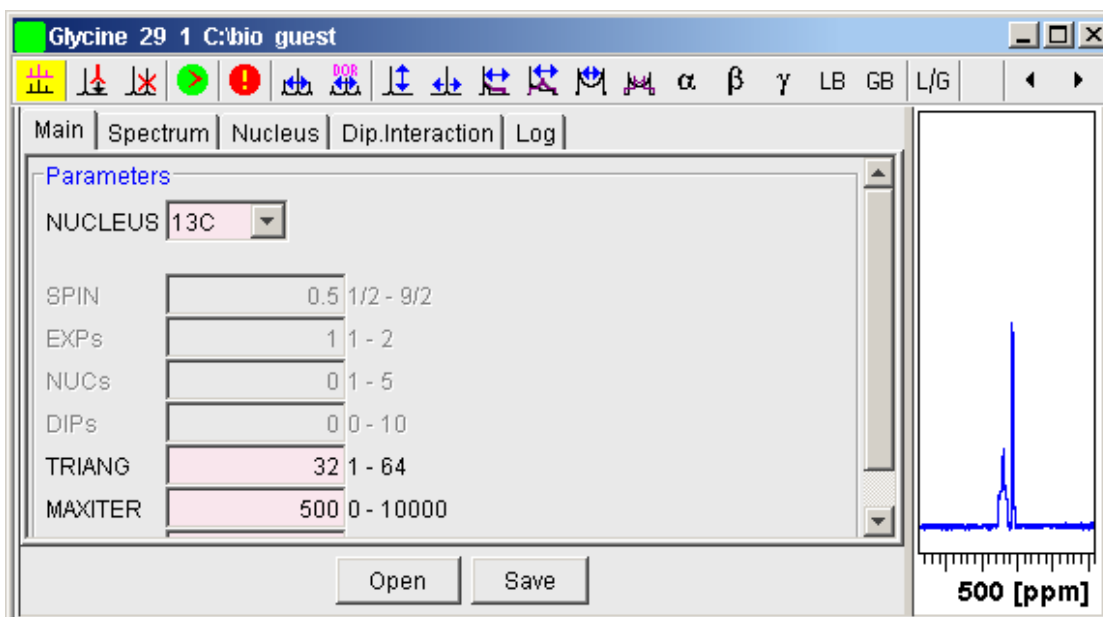 Glycine 29 1 C:\bio guest
DOR α β γ LB GB L/G
Main Spectrum Nucleus Dip.Interaction Log
Parameters
NUCLEUS 13C
SPIN 0.5 1/2 - 9/2
EXPs 1 1 - 2
NUCs 0 1 - 5
DIPs 0 0 - 10
TRIANG 32 1 - 64
MAXITER 500 0 - 10000
Open Save
500 [ppm]